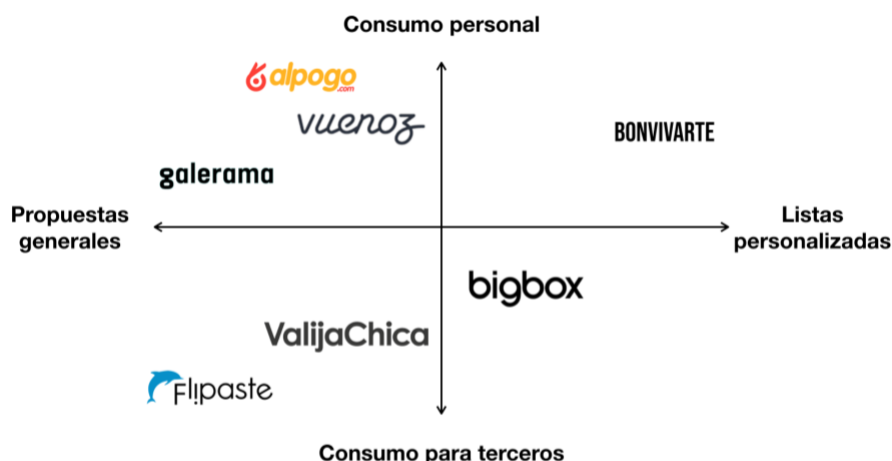 Consumo personal
alpogo
.com
vuenoz
BONVIVARTE
galerama
Propuestas
generales
Listas
personalizadas
bigbox
ValijaChica
Flipaste
Consumo para terceros